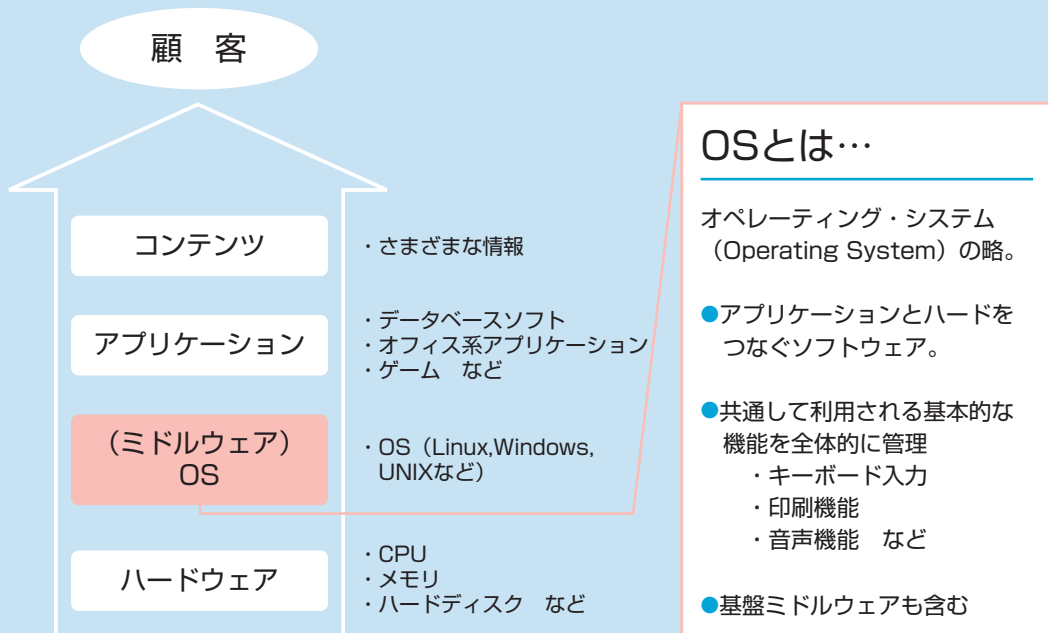 顧　客
コンテンツ
・さまざまな情報
アプリケーション
・データベースソフト
・オフィス系アプリケーション
・ゲーム　など
（ミドルウェア）
OS
・OS（Linux,Windows,
UNIXなど）
ハードウェア
・CPU
・メモリ
・ハードディスク　など
OSとは…
オペレーティング・システム
（Operating System）の略。
●アプリケーションとハードを
つなぐソフトウェア。
●共通して利用される基本的な
機能を全体的に管理
・キーボード入力
・印刷機能
・音声機能　など
●基盤ミドルウェアも含む